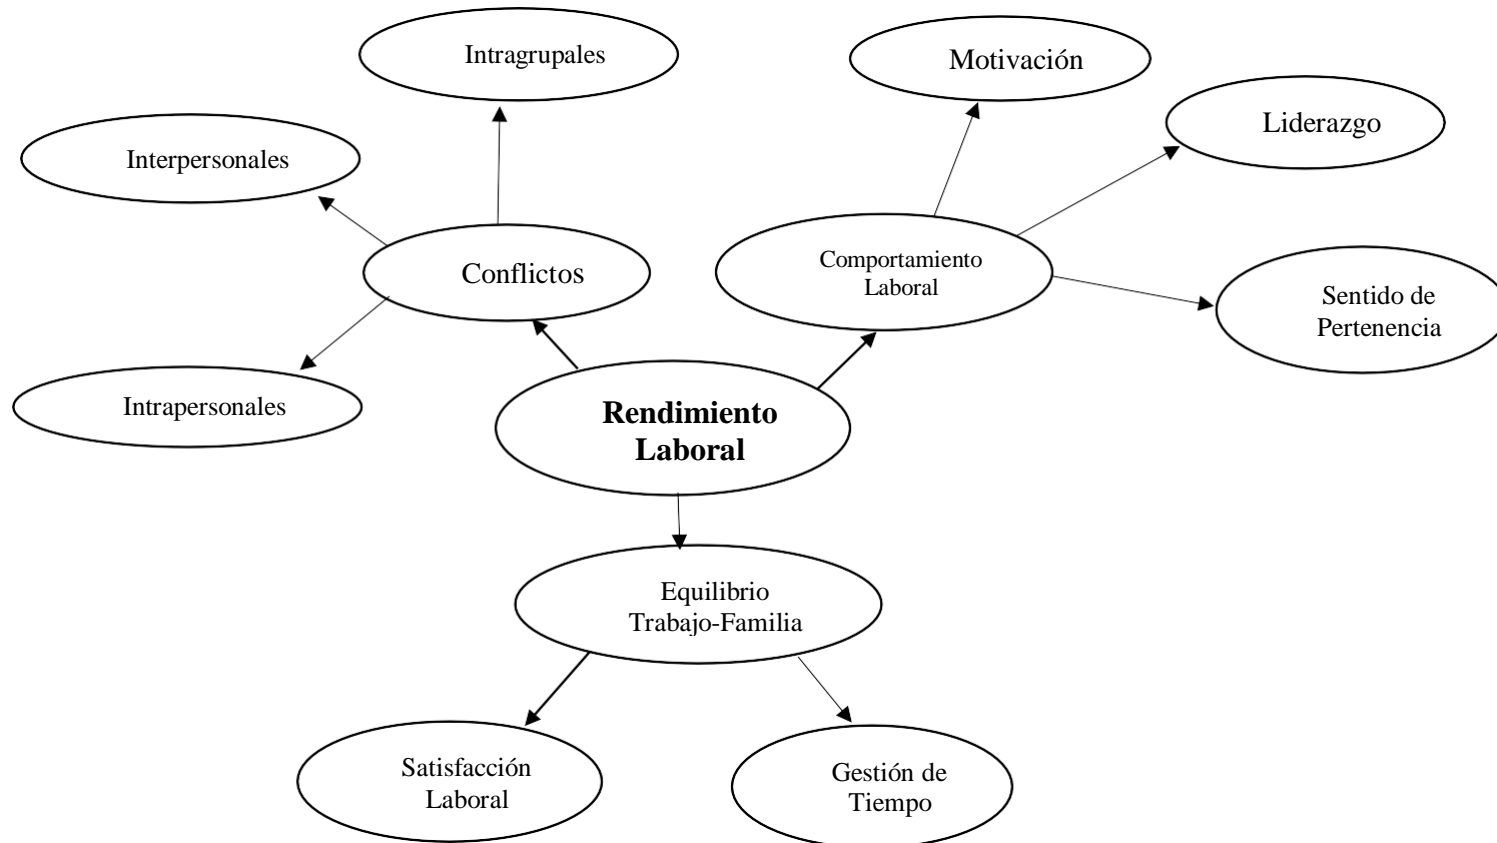 Intragrupales
Motivación
Liderazgo
Interpersonales
Conflictos
Comportamiento
Laboral
Sentido de
Pertenencia
Intrapersonales
Rendimiento
Laboral
Equilibrio
Trabajo-Familia
Satisfacción
Laboral
Gestión de
Tiempo